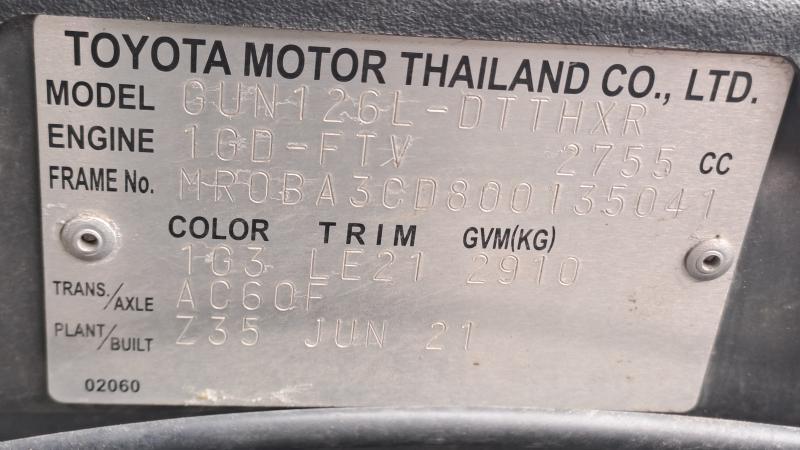 TOYOTA MOTOR THAILAND CO., LTD.
MODEL GUN126L-DTTHXR
ENGINE 1GD-FTV 2755 CC
FRAME No. MR0BA3CD800135041
COLOR TRIM GVM(KG)
1G3 LE21 2910
TRANS./AXLE AC60F
PLANT/BUILT Z35 JUN 21
02060